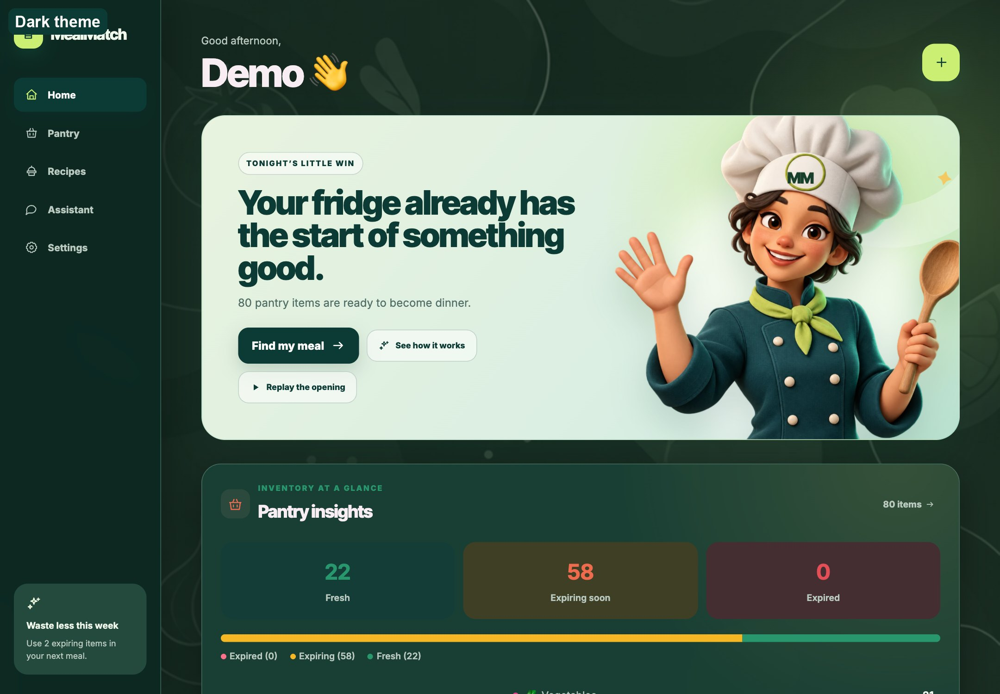 Dark theme
MealMatch
Home
Pantry
Recipes
Assistant
Settings
Waste less this week
Use 2 expiring items in
your next meal.
Good afternoon,
Demo 👋
+
TONIGHT’S LITTLE WIN
Your fridge already has
the start of something
good.
80 pantry items are ready to become dinner.
Find my meal →
See how it works
Replay the opening
MM
INVENTORY AT A GLANCE
Pantry insights
80 items →
22
Fresh
58
Expiring soon
0
Expired
Expired (0)
Expiring (58)
Fresh (22)
Vegetables
21